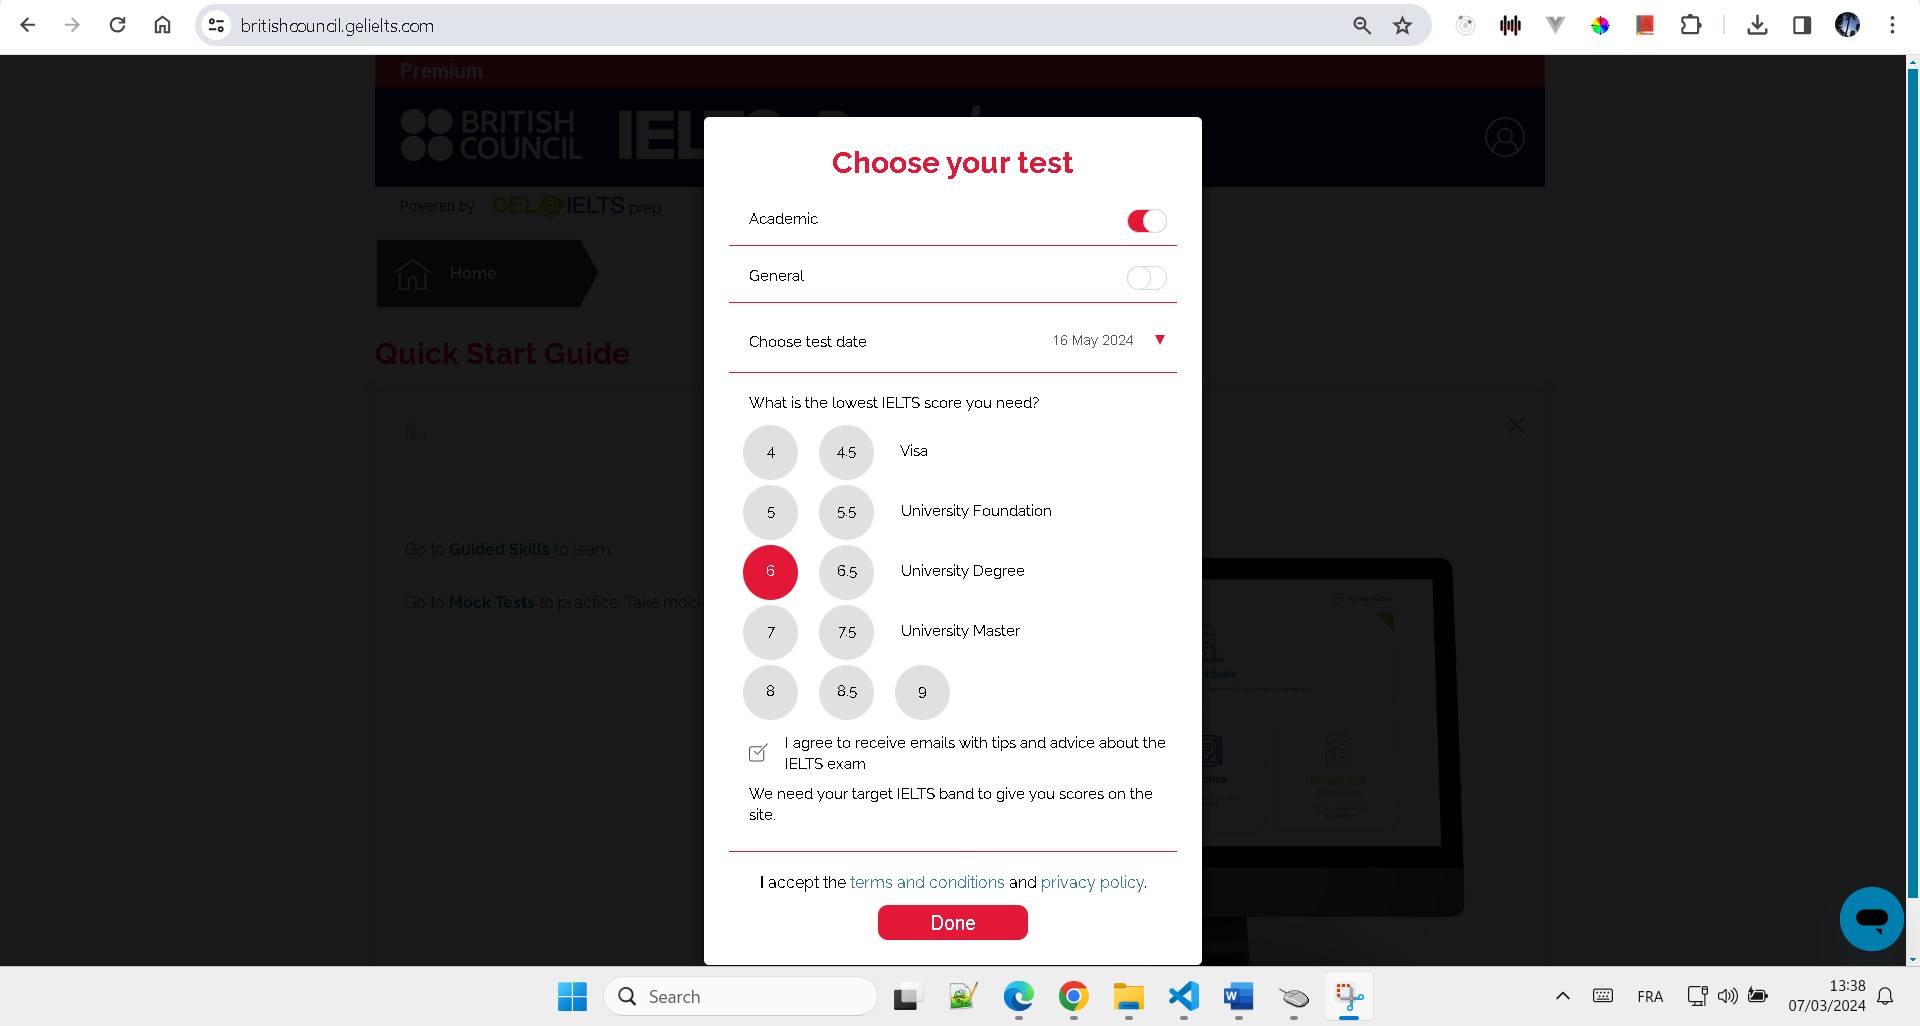 britishcouncil.gelielts.com
Premium
BRITISH
COUNCIL
Powered by GEL IELTS prep
Home
Quick Start Guide
1.
Go to Guided Skills to learn.
Go to Mock Tests to practice. Take mock
Choose your test
Academic
General
Choose test date 16 May 2024
What is the lowest IELTS score you need?
4 4.5 Visa
5 5.5 University Foundation
6 6.5 University Degree
7 7.5 University Master
8 8.5 9
I agree to receive emails with tips and advice about the
IELTS exam
We need your target IELTS band to give you scores on the
site.
I accept the terms and conditions and privacy policy.
Done
Search
FRA
13:38
07/03/2024